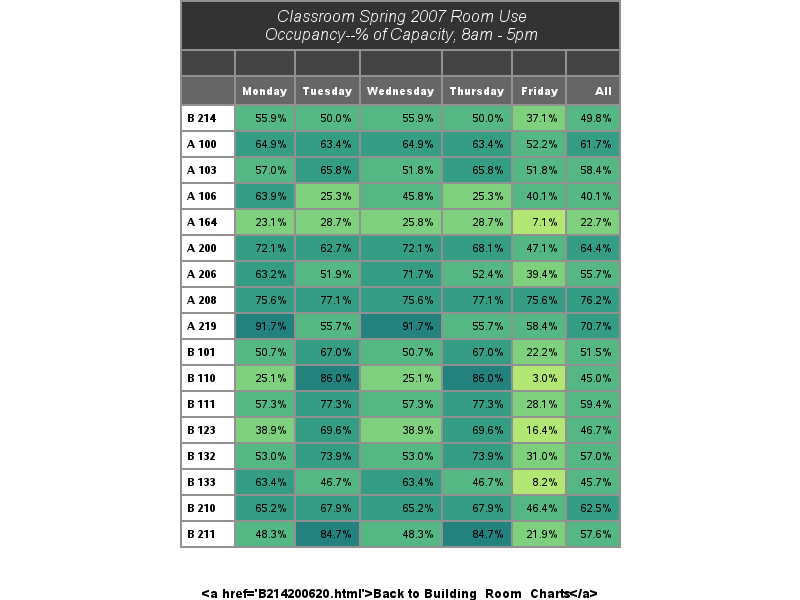 Classroom Spring 2007 Room Use
Occupancy--% of Capacity, 8am - 5pm
Monday Tuesday Wednesday Thursday Friday All
B 214 55.9% 50.0% 55.9% 50.0% 37.1% 49.8%
A 100 64.9% 63.4% 64.9% 63.4% 52.2% 61.7%
A 103 57.0% 65.8% 51.8% 65.8% 51.8% 58.4%
A 106 63.9% 25.3% 45.8% 25.3% 40.1% 40.1%
A 164 23.1% 28.7% 25.8% 28.7% 7.1% 22.7%
A 200 72.1% 62.7% 72.1% 68.1% 47.1% 64.4%
A 206 63.2% 51.9% 71.7% 52.4% 39.4% 55.7%
A 208 75.6% 77.1% 75.6% 77.1% 75.6% 76.2%
A 219 91.7% 55.7% 91.7% 55.7% 58.4% 70.7%
B 101 50.7% 67.0% 50.7% 67.0% 22.2% 51.5%
B 110 25.1% 86.0% 25.1% 86.0% 3.0% 45.0%
B 111 57.3% 77.3% 57.3% 77.3% 28.1% 59.4%
B 123 38.9% 69.6% 38.9% 69.6% 16.4% 46.7%
B 132 53.0% 73.9% 53.0% 73.9% 31.0% 57.0%
B 133 63.4% 46.7% 63.4% 46.7% 8.2% 45.7%
B 210 65.2% 67.9% 65.2% 67.9% 46.4% 62.5%
B 211 48.3% 84.7% 48.3% 84.7% 21.9% 57.6%
<a href='B214200620.html'>Back to Building_Room_Charts</a>